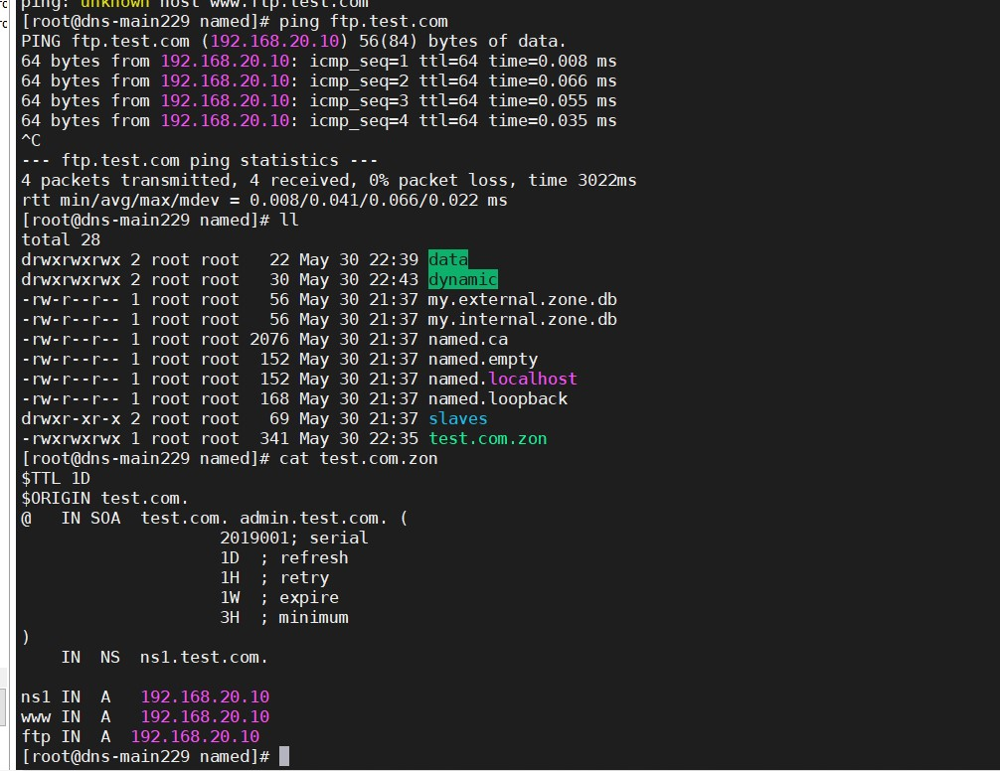 ping: unknown host www.ftp.test.com
[root@dns-main229 named]# ping ftp.test.com
PING ftp.test.com (192.168.20.10) 56(84) bytes of data.
64 bytes from 192.168.20.10: icmp_seq=1 ttl=64 time=0.008 ms
64 bytes from 192.168.20.10: icmp_seq=2 ttl=64 time=0.066 ms
64 bytes from 192.168.20.10: icmp_seq=3 ttl=64 time=0.055 ms
64 bytes from 192.168.20.10: icmp_seq=4 ttl=64 time=0.035 ms
^C
--- ftp.test.com ping statistics ---
4 packets transmitted, 4 received, 0% packet loss, time 3022ms
rtt min/avg/max/mdev = 0.008/0.041/0.066/0.022 ms
[root@dns-main229 named]# ll
total 28
drwxrwxrwx 2 root root   22 May 30 22:39 data
drwxrwxrwx 2 root root   30 May 30 22:43 dynamic
-rw-r--r-- 1 root root   56 May 30 21:37 my.external.zone.db
-rw-r--r-- 1 root root   56 May 30 21:37 my.internal.zone.db
-rw-r--r-- 1 root root 2076 May 30 21:37 named.ca
-rw-r--r-- 1 root root  152 May 30 21:37 named.empty
-rw-r--r-- 1 root root  152 May 30 21:37 named.localhost
-rw-r--r-- 1 root root  168 May 30 21:37 named.loopback
drwxr-xr-x 2 root root   69 May 30 21:37 slaves
-rwxrwxrwx 1 root root  341 May 30 22:35 test.com.zon
[root@dns-main229 named]# cat test.com.zon
$TTL 1D
$ORIGIN test.com.
@   IN SOA  test.com. admin.test.com. (
                    2019001; serial
                    1D  ; refresh
                    1H  ; retry
                    1W  ; expire
                    3H  ; minimum
)
    IN  NS  ns1.test.com.

ns1 IN  A   192.168.20.10
www IN  A   192.168.20.10
ftp IN  A  192.168.20.10
[root@dns-main229 named]#